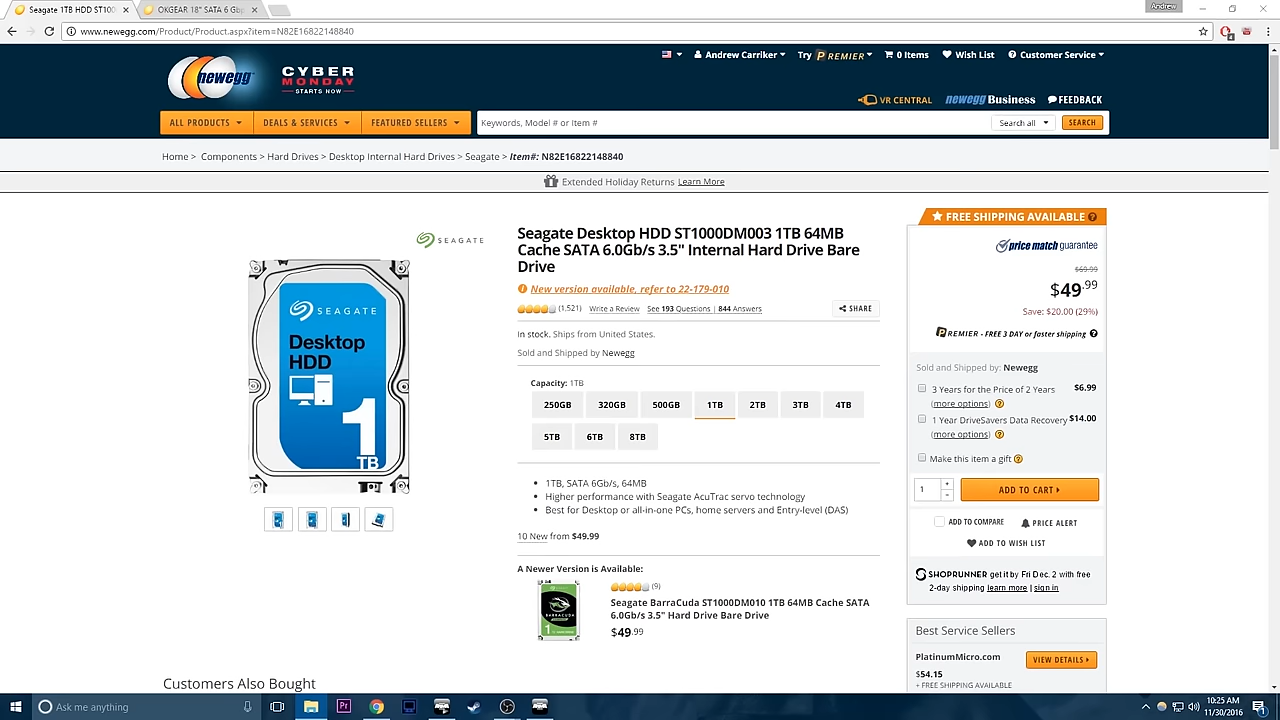 Seagate 1TB HDD ST100
OKGEAR 18" SATA 6 Gb
Andrew
www.newegg.com/Product/Product.aspx?item=N82E16822148840
newegg
CYBER
MONDAY
STARTS NOW
Andrew Carriker
Try PREMIER
0 Items
Wish List
Customer Service
VR CENTRAL
newegg Business
FEEDBACK
ALL PRODUCTS
DEALS & SERVICES
FEATURED SELLERS
Keywords, Model # or Item #
Search all
SEARCH
Home > Components > Hard Drives > Desktop Internal Hard Drives > Seagate > Item#: N82E16822148840
Extended Holiday Returns Learn More
SEAGATE
SEAGATE
Desktop
HDD
1
TB
Seagate Desktop HDD ST1000DM003 1TB 64MB
Cache SATA 6.0Gb/s 3.5" Internal Hard Drive Bare
Drive
New version available, refer to 22-179-010
(1,521) Write a Review See 193 Questions | 844 Answers
SHARE
In stock. Ships from United States.
Sold and Shipped by Newegg
Capacity: 1TB
250GB 320GB 500GB 1TB 2TB 3TB 4TB
5TB 6TB 8TB
• 1TB, SATA 6Gb/s, 64MB
• Higher performance with Seagate AcuTrac servo technology
• Best for Desktop or all-in-one PCs, home servers and Entry-level (DAS)
10 New from $49.99
A Newer Version is Available:
BARRACUDA
1
(9)
Seagate BarraCuda ST1000DM010 1TB 64MB Cache SATA
6.0Gb/s 3.5" Hard Drive Bare Drive
$49.99
Customers Also Bought
FREE SHIPPING AVAILABLE ?
price match guarantee
$69.99
$49.99
Save: $20.00 (29%)
PREMIER - FREE 3 DAY or faster shipping ?
Sold and Shipped by: Newegg
3 Years for the Price of 2 Years $6.99
(more options) ?
1 Year DriveSavers Data Recovery $14.00
(more options) ?
Make this item a gift ?
1
+
-
ADD TO CART
ADD TO COMPARE
PRICE ALERT
ADD TO WISH LIST
SHOPRUNNER get it by Fri Dec. 2 with free
2-day shipping learn more | sign in
Best Service Sellers
PlatinumMicro.com
VIEW DETAILS
$54.15
+ FREE SHIPPING AVAILABLE
Ask me anything
Pr
10:25 AM
11/30/2016